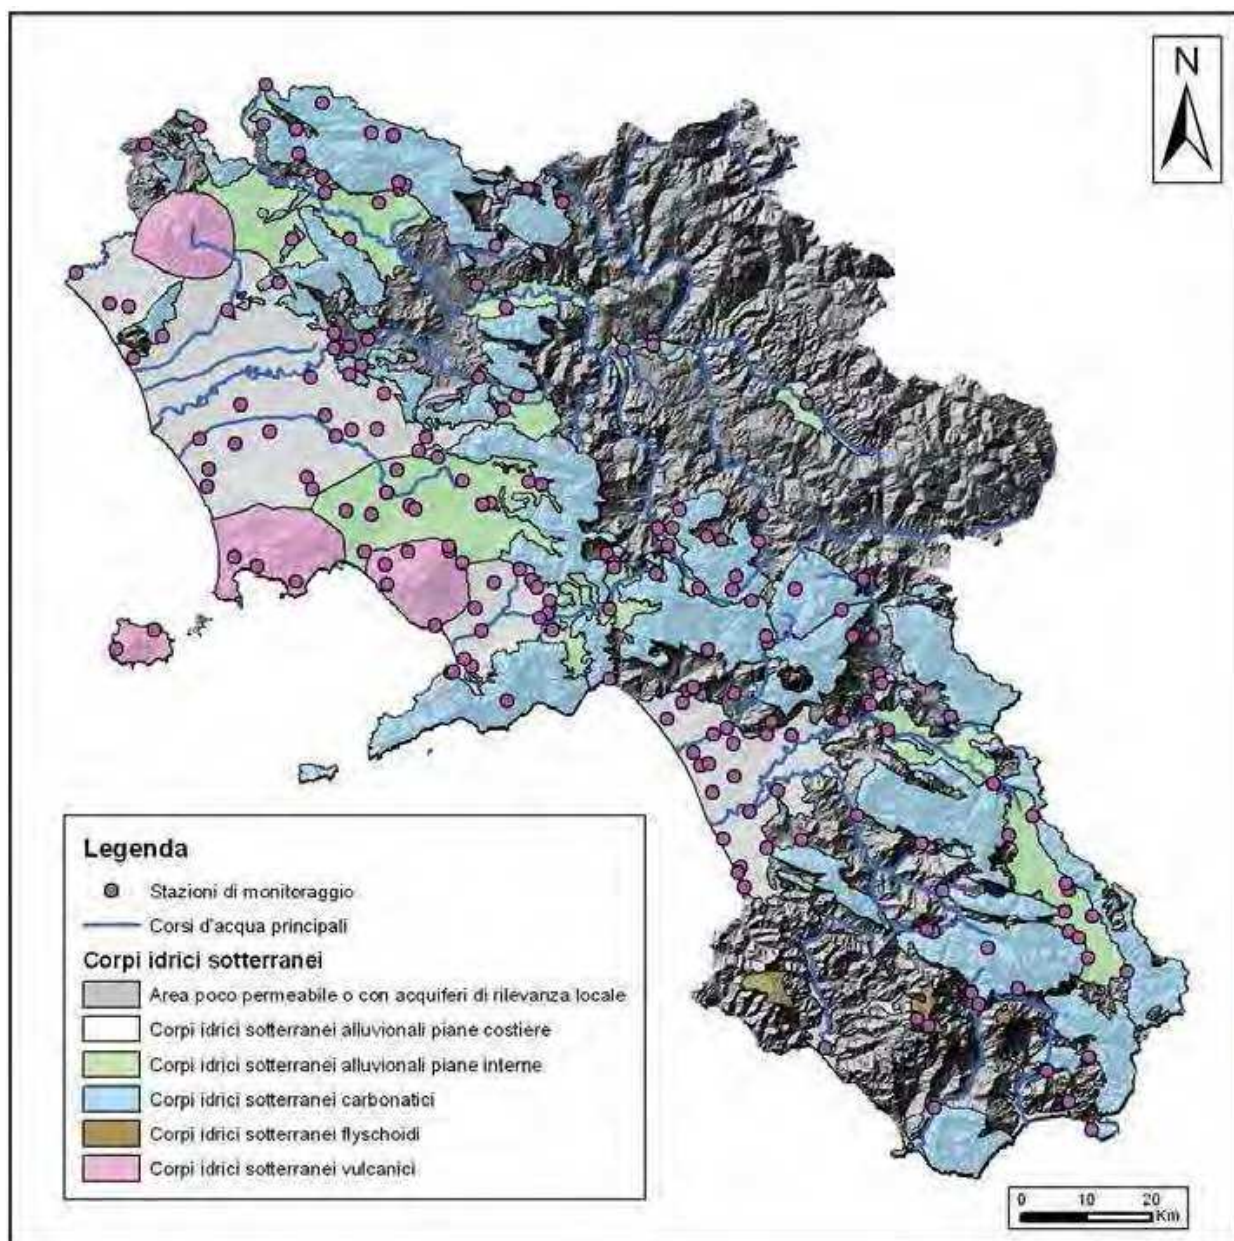 N
Legenda
Stazioni di monitoraggio
Corsi d'acqua principali
Corpi idrici sotterranei
Area poco permeabile o con acquiferi di rilevanza locale
Corpi idrici sotterranei alluvionali piane costiere
Corpi idrici sotterranei alluvionali piane interne
Corpi idrici sotterranei carbonatici
Corpi idrici sotterranei flyschoidi
Corpi idrici sotterranei vulcanici
0 10 20
Km